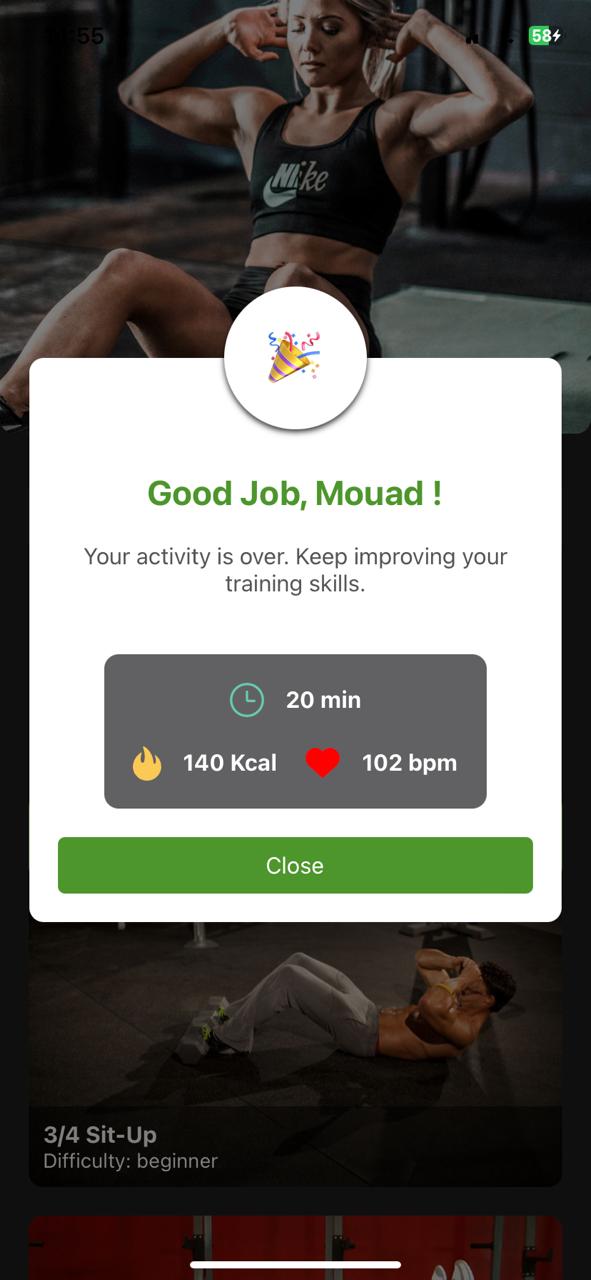 :55
58
Nike
Good Job, Mouad !
Your activity is over. Keep improving your
training skills.
20 min
140 Kcal
102 bpm
Close
3/4 Sit-Up
Difficulty: beginner